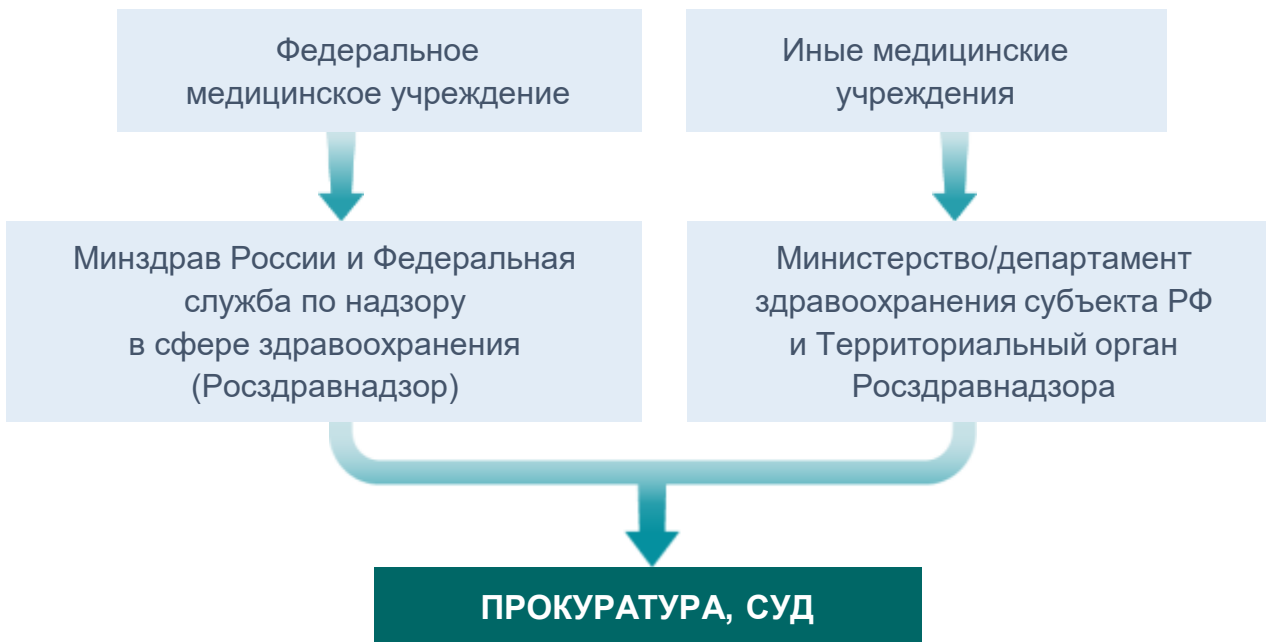 Федеральное
медицинское учреждение
Иные медицинские
учреждения
Минздрав России и Федеральная
служба по надзору
в сфере здравоохранения
(Росздравнадзор)
Министерство/департамент
здравоохранения субъекта РФ
и Территориальный орган
Росздравнадзора
ПРОКУРАТУРА, СУД